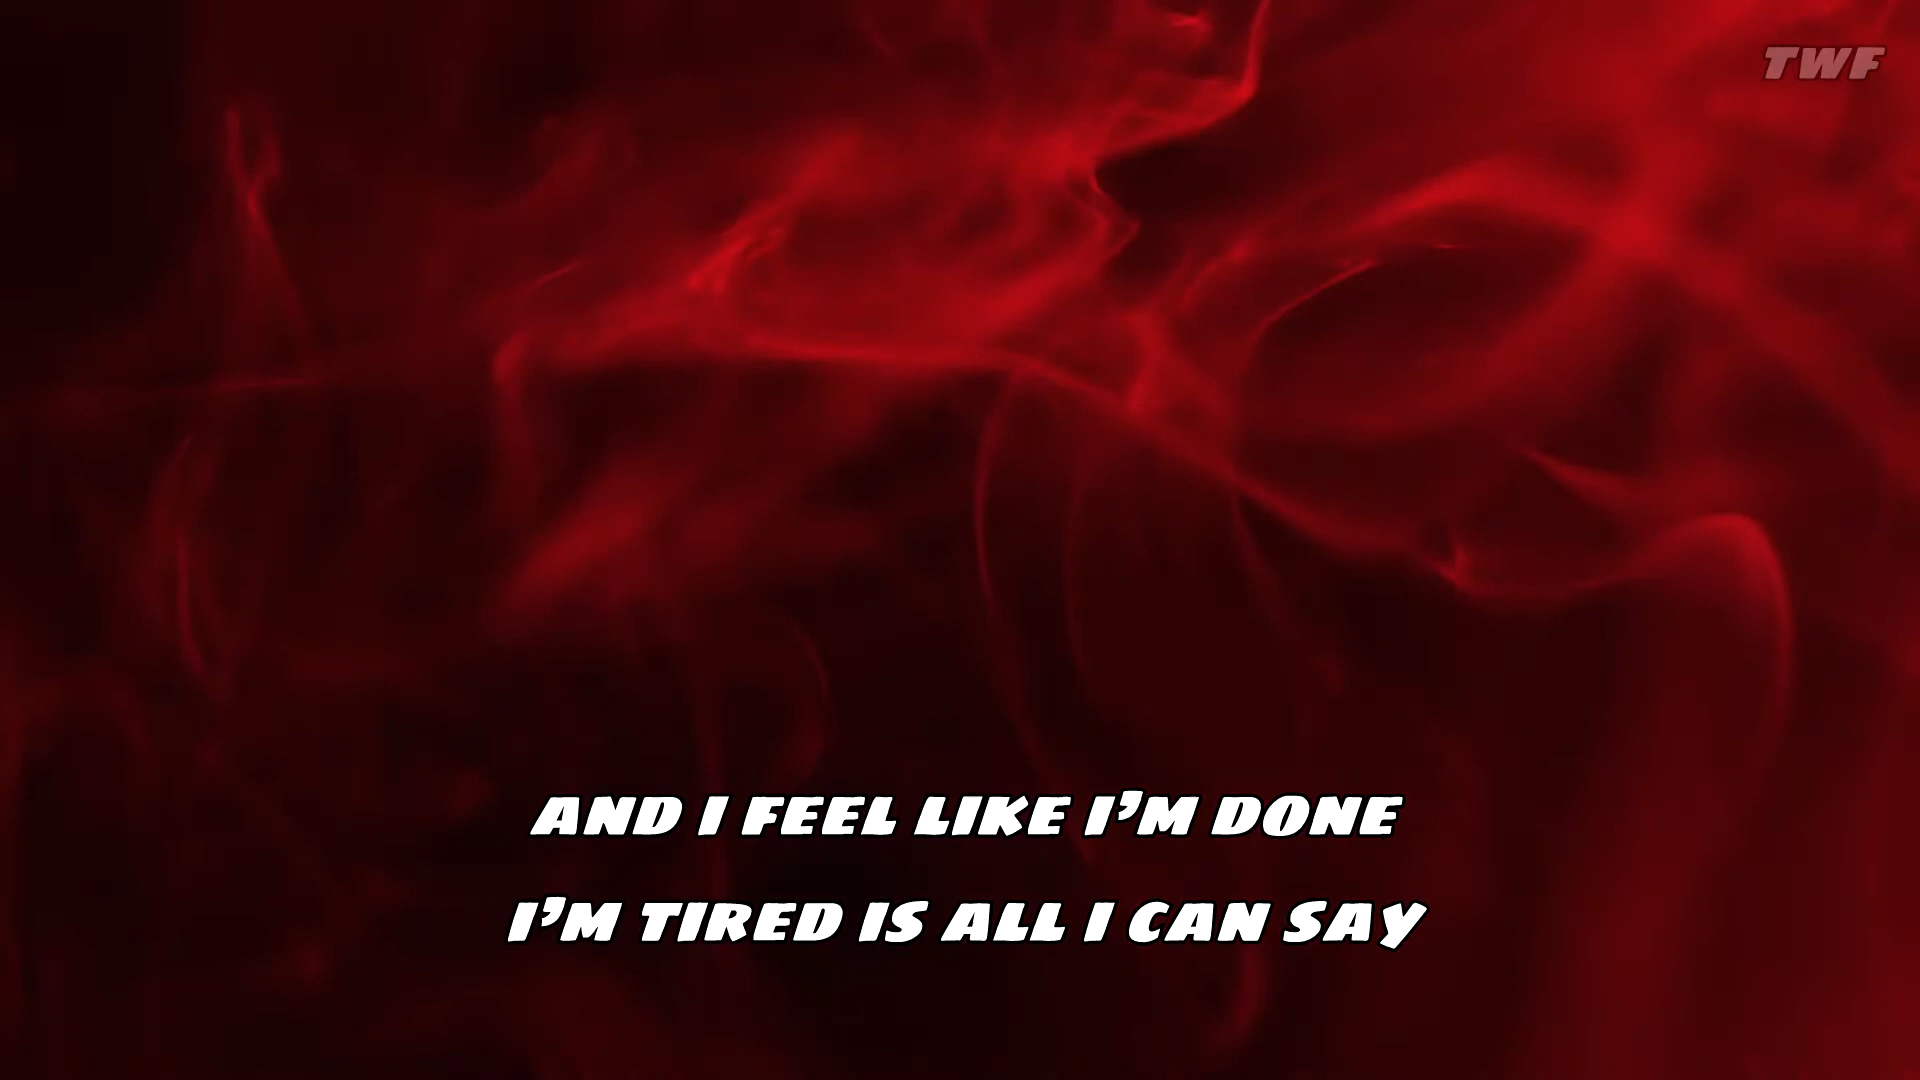 TWF
AND I FEEL LIKE I'M DONE
I'M TIRED IS ALL I CAN SAY